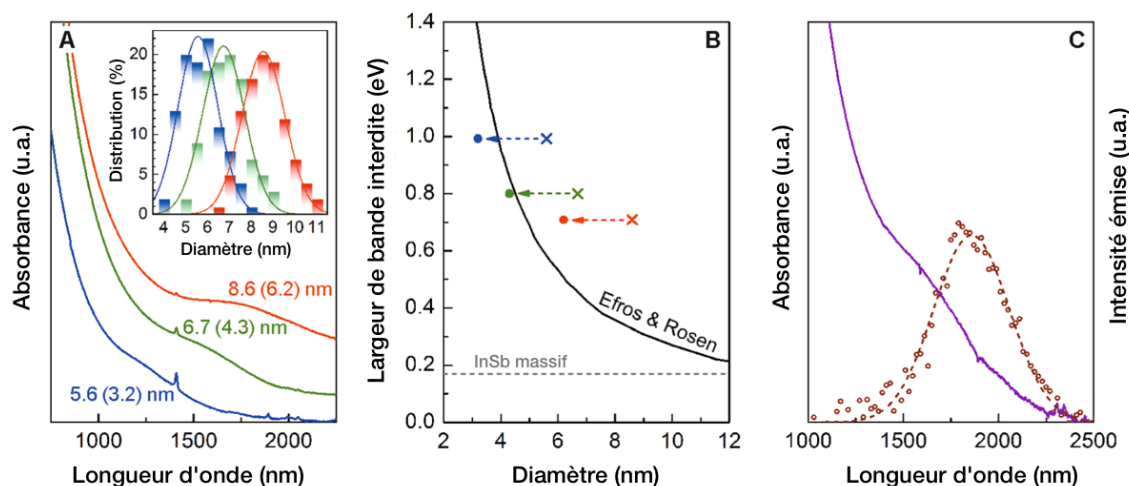 A
Absorbance (u.a.)
Longueur d'onde (nm)
1000
1500
2000
8.6 (6.2) nm
6.7 (4.3) nm
5.6 (3.2) nm
Distribution (%)
20
15
10
5
0
4 5 6 7 8 9 10 11
Diamètre (nm)
B
Largeur de bande interdite (eV)
1.4
1.2
1.0
0.8
0.6
0.4
0.2
0.0
Efros & Rosen
InSb massif
2 4 6 8 10 12
Diamètre (nm)
C
Absorbance (u.a.)
Intensité émise (u.a.)
1000 1500 2000 2500
Longueur d'onde (nm)